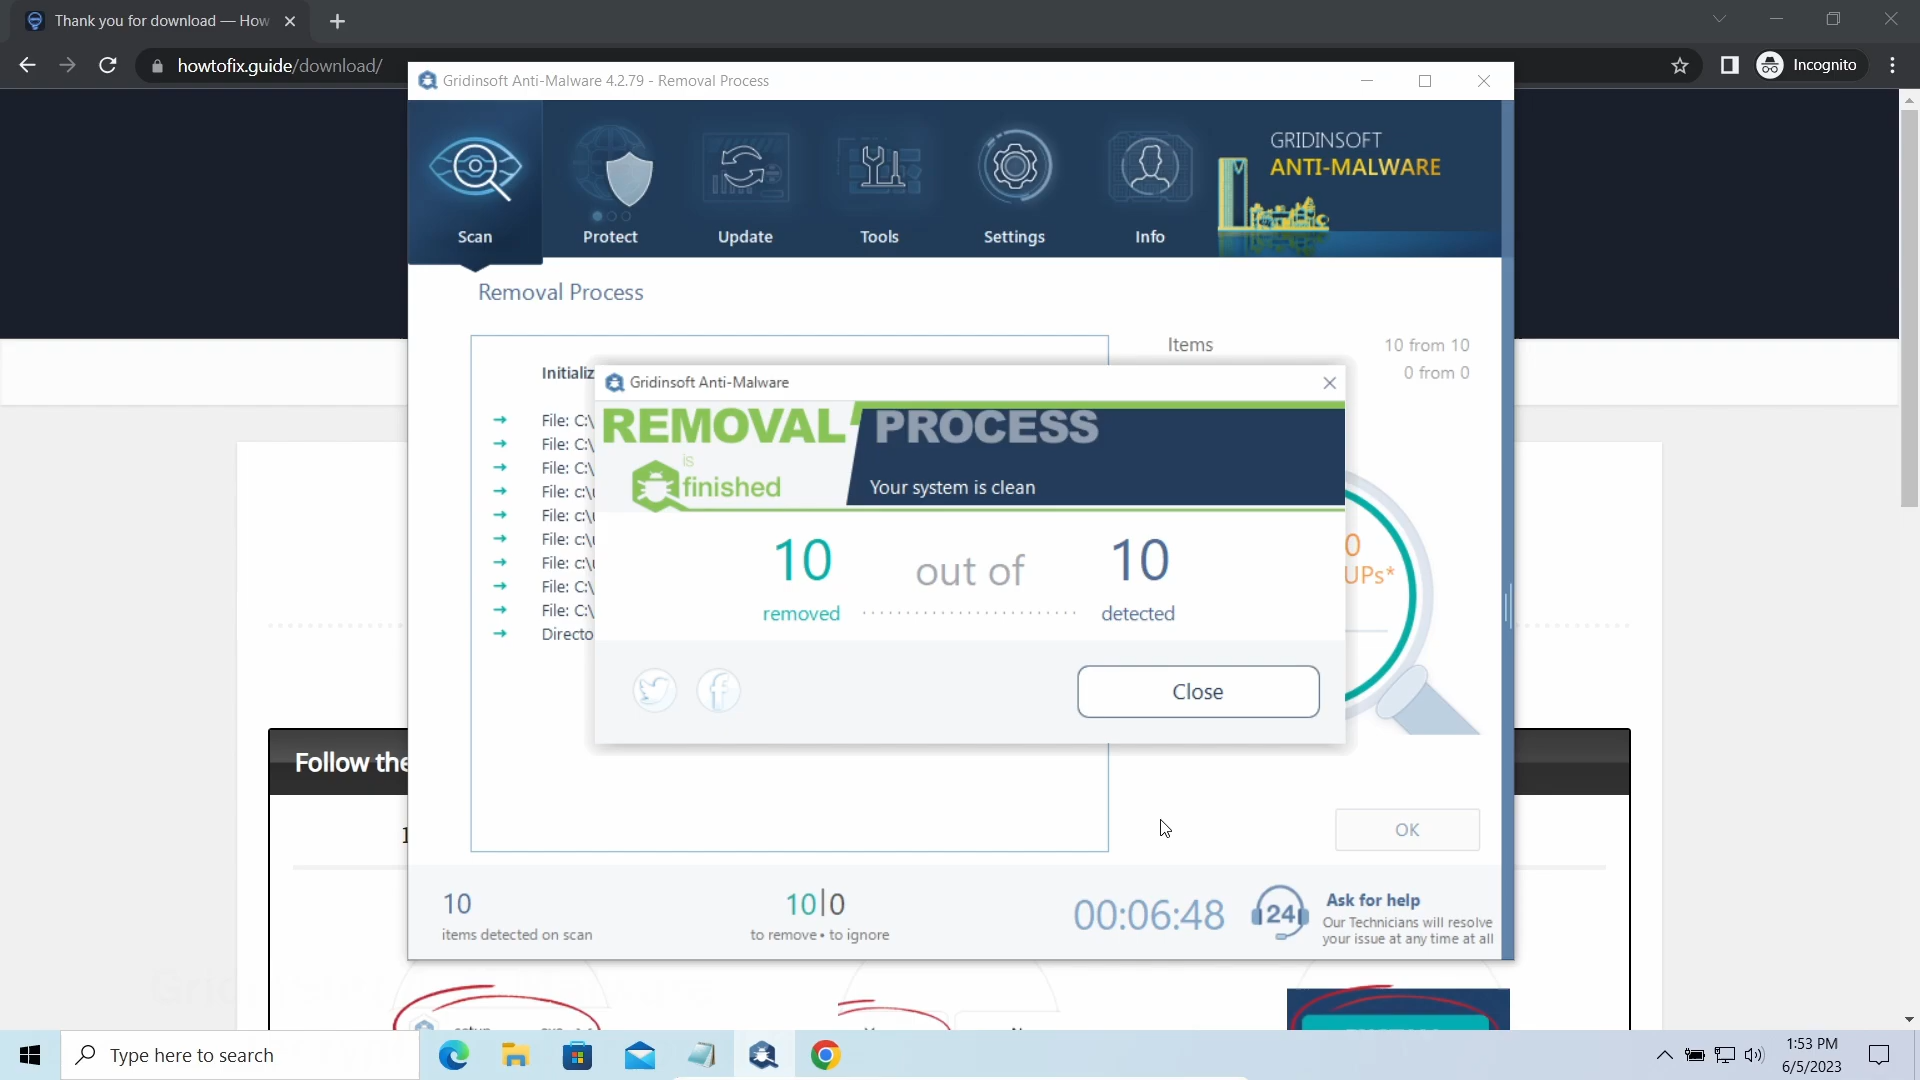 Thank you for download — How
howtofix.guide/download/
Incognito
Gridinsoft Anti-Malware 4.2.79 - Removal Process
Scan
Protect
Update
Tools
Settings
Info
GRIDINSOFT
ANTI-MALWARE
Removal Process
Items
10 from 10
0 from 0
Initializ
File: C:\
File: C:\
File: C:\
File: c:\
File: c:\
File: c:\
File: c:\
File: C:\
File: C:\
Directo
Gridinsoft Anti-Malware
REMOVAL PROCESS
is
finished
Your system is clean
10 out of 10
removed
detected
0
UPs*
Close
OK
Follow the
1
10
items detected on scan
10|0
to remove • to ignore
00:06:48
24
Ask for help
Our Technicians will resolve
your issue at any time at all
Type here to search
1:53 PM
6/5/2023